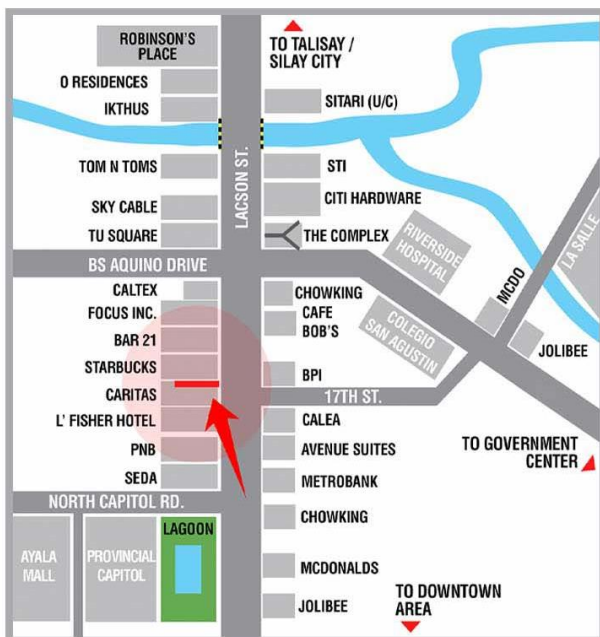 ROBINSON'S
PLACE
TO TALISAY /
SILAY CITY
O RESIDENCES
IKTHUS
SITARI (U/C)
LACSON ST.
TOM N TOMS
STI
SKY CABLE
CITI HARDWARE
TU SQUARE
THE COMPLEX
RIVERSIDE
HOSPITAL
LA SALLE
BS AQUINO DRIVE
CALTEX
CHOWKING
MCDO
FOCUS INC.
CAFE
BOB'S
BAR 21
COLEGIO
SAN AGUSTIN
JOLIBEE
STARBUCKS
BPI
CARITAS
17TH ST.
L' FISHER HOTEL
CALEA
PNB
AVENUE SUITES
TO GOVERNMENT
CENTER
SEDA
METROBANK
NORTH CAPITOL RD.
CHOWKING
LAGOON
AYALA
MALL
PROVINCIAL
CAPITOL
MCDONALDS
TO DOWNTOWN
AREA
JOLIBEE